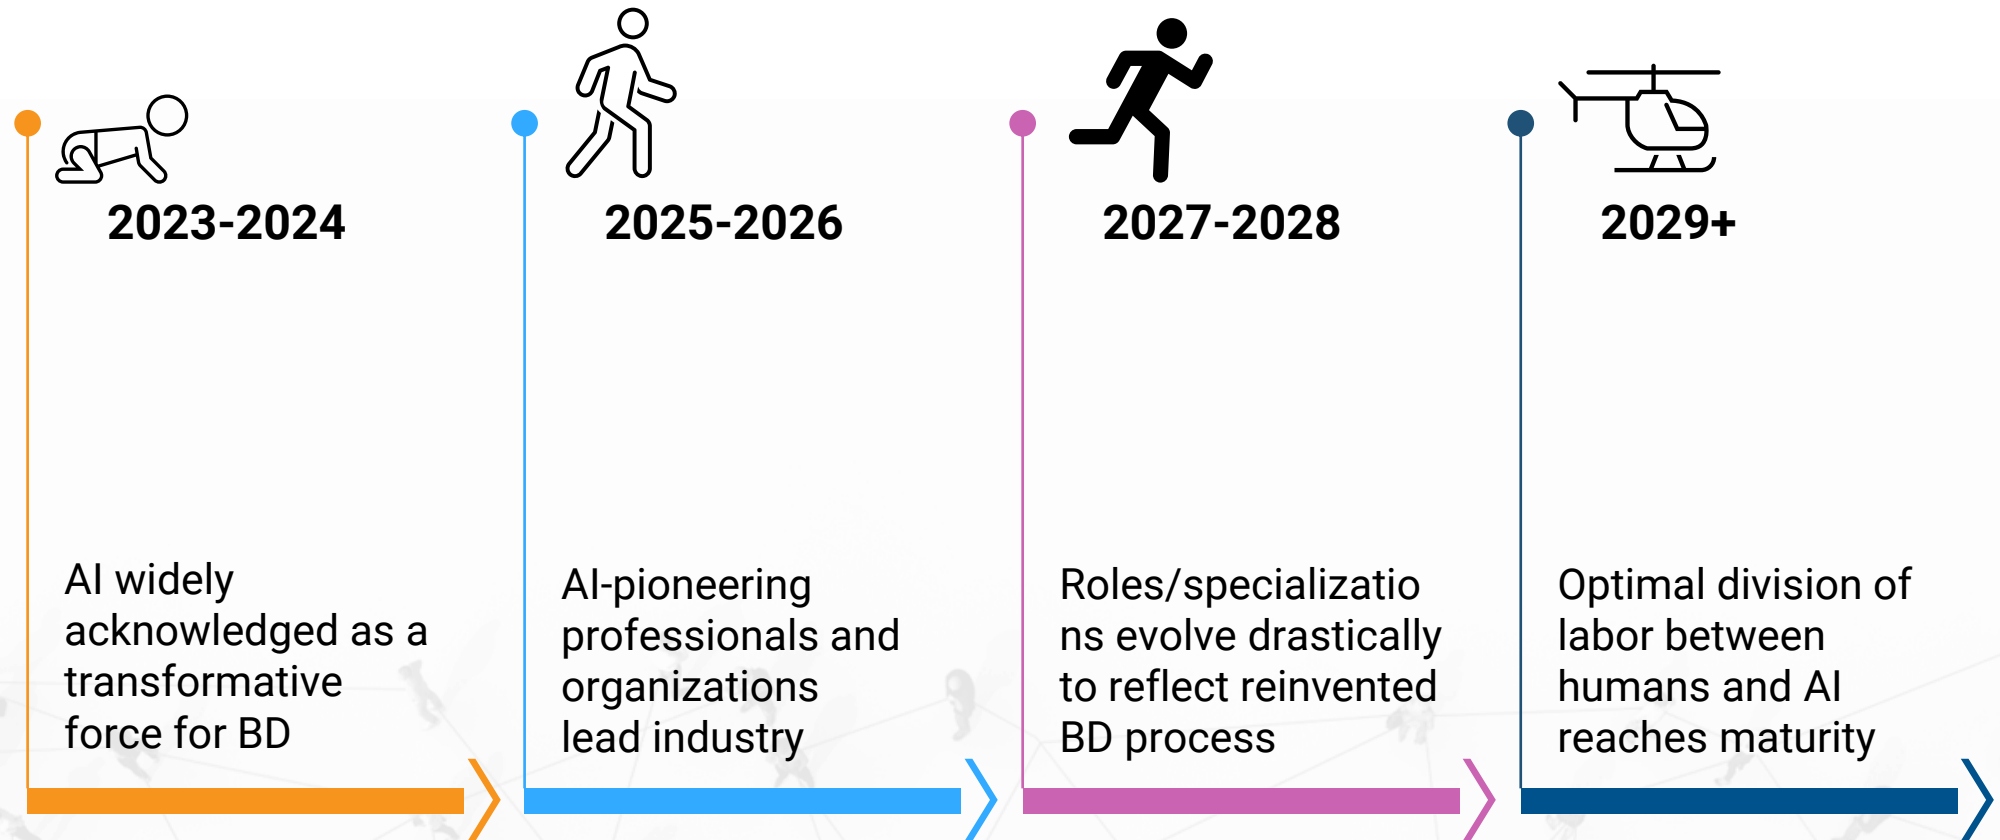 2023-2024
AI widely
acknowledged as a
transformative
force for BD
2025-2026
AI-pioneering
professionals and
organizations
lead industry
2027-2028
Roles/specializatio
ns evolve drastically
to reflect reinvented
BD process
2029+
Optimal division of
labor between
humans and AI
reaches maturity